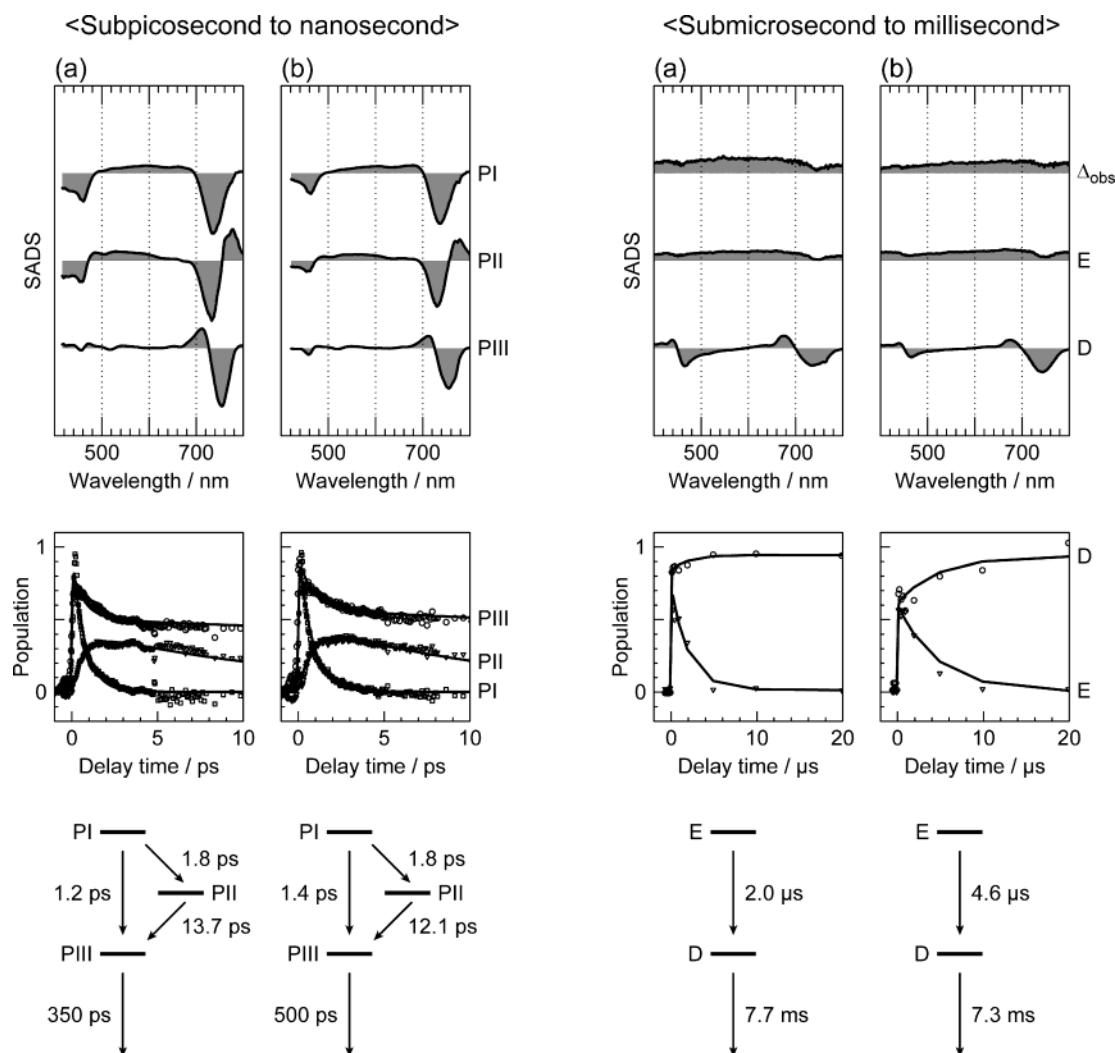 <Subpicosecond to nanosecond>
<Submicrosecond to millisecond>
(a)
(b)
(a)
(b)
PI
PII
PIII
Δobs
E
D
SADS
SADS
500 700
500 700
500 700
500 700
Wavelength / nm
Wavelength / nm
Wavelength / nm
Wavelength / nm
1
0
Population
PIII
PII
PI
1
0
Population
D
E
0 5 10
0 5 10
0 10 20
0 10 20
Delay time / ps
Delay time / ps
Delay time / µs
Delay time / µs
PI
1.8 ps
1.2 ps
PII
13.7 ps
PIII
350 ps
PI
1.8 ps
1.4 ps
PII
12.1 ps
PIII
500 ps
E
2.0 µs
D
7.7 ms
E
4.6 µs
D
7.3 ms